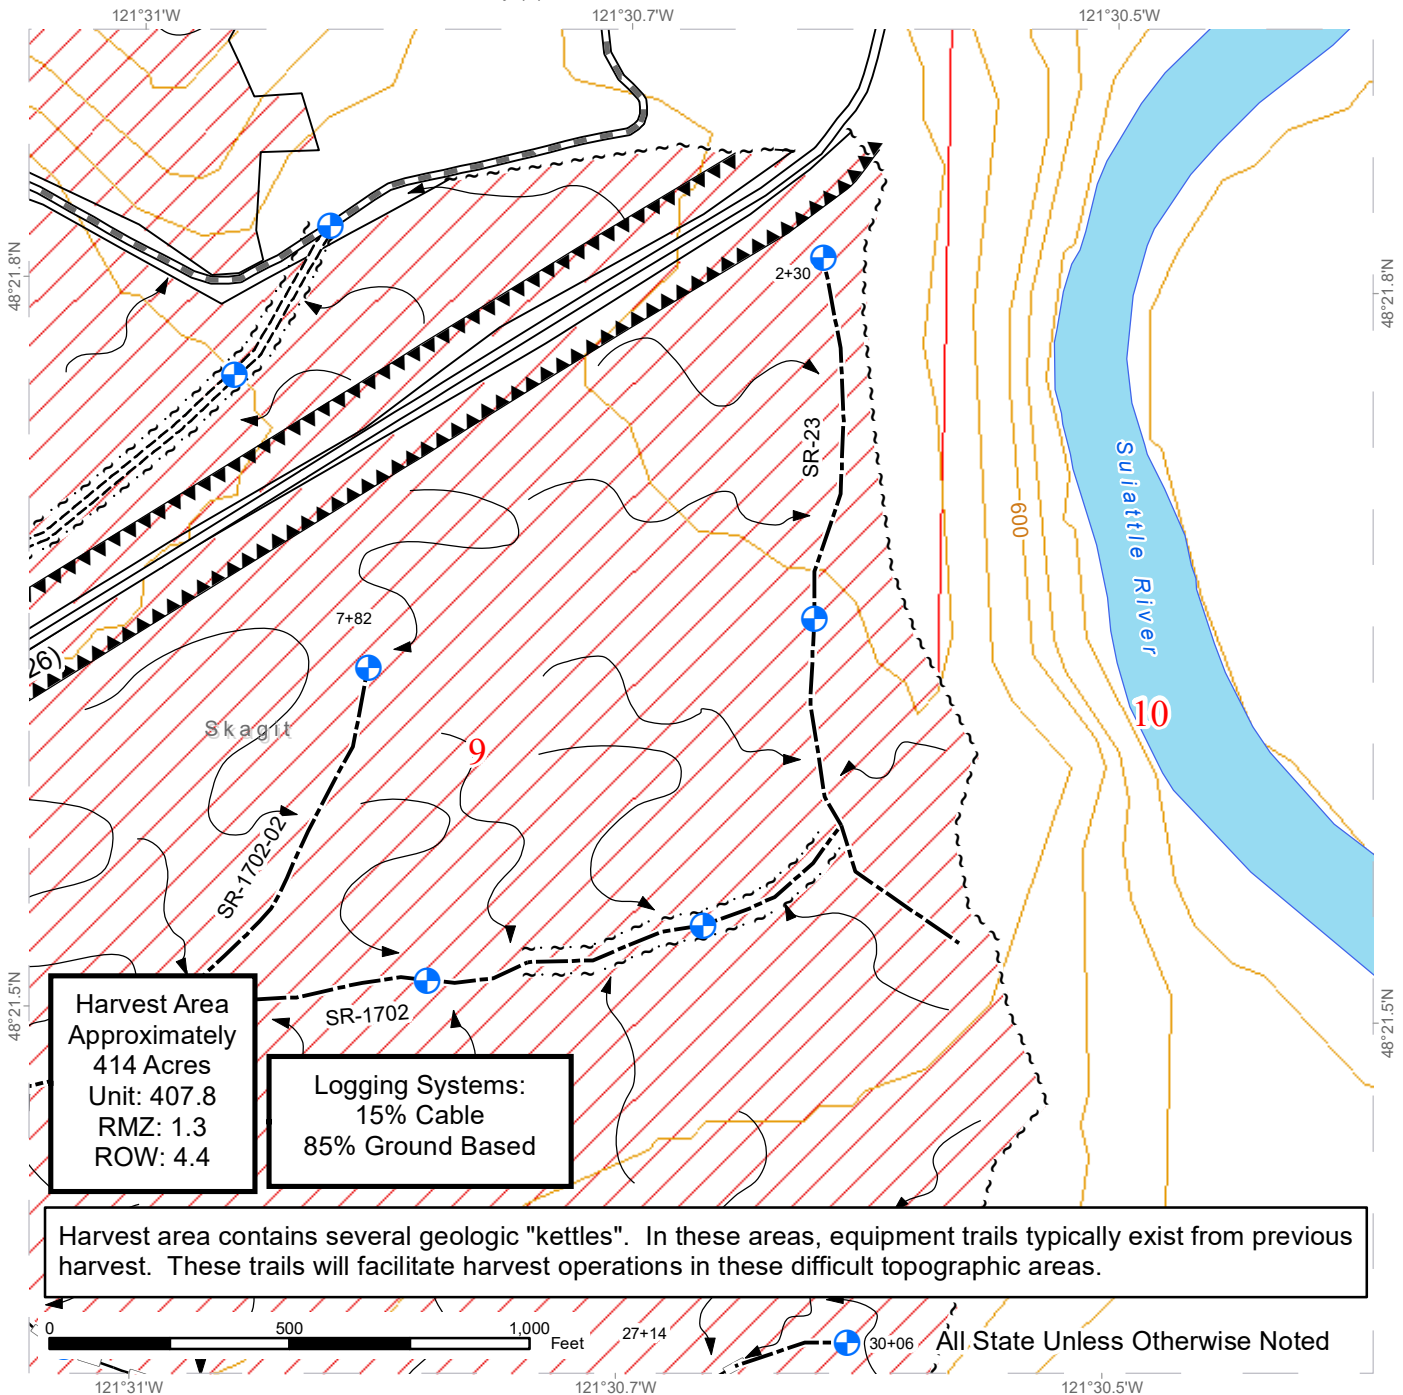 121°31'W
121°30.7'W
121°30.5'W
48°21.8'N
48°21.8'N
2+30
SR-23
Suiattle River
600
7+82
26)
Skagit
9
10
SR-1702-02
SR-1702
48°21.5'N
48°21.5'N
Harvest Area
Approximately
414 Acres
Unit: 407.8
RMZ: 1.3
ROW: 4.4
Logging Systems:
15% Cable
85% Ground Based
Harvest area contains several geologic "kettles".  In these areas, equipment trails typically exist from previous
harvest.  These trails will facilitate harvest operations in these difficult topographic areas.
0 500 1,000
Feet
27+14
30+06
All State Unless Otherwise Noted
121°31'W
121°30.7'W
121°30.5'W